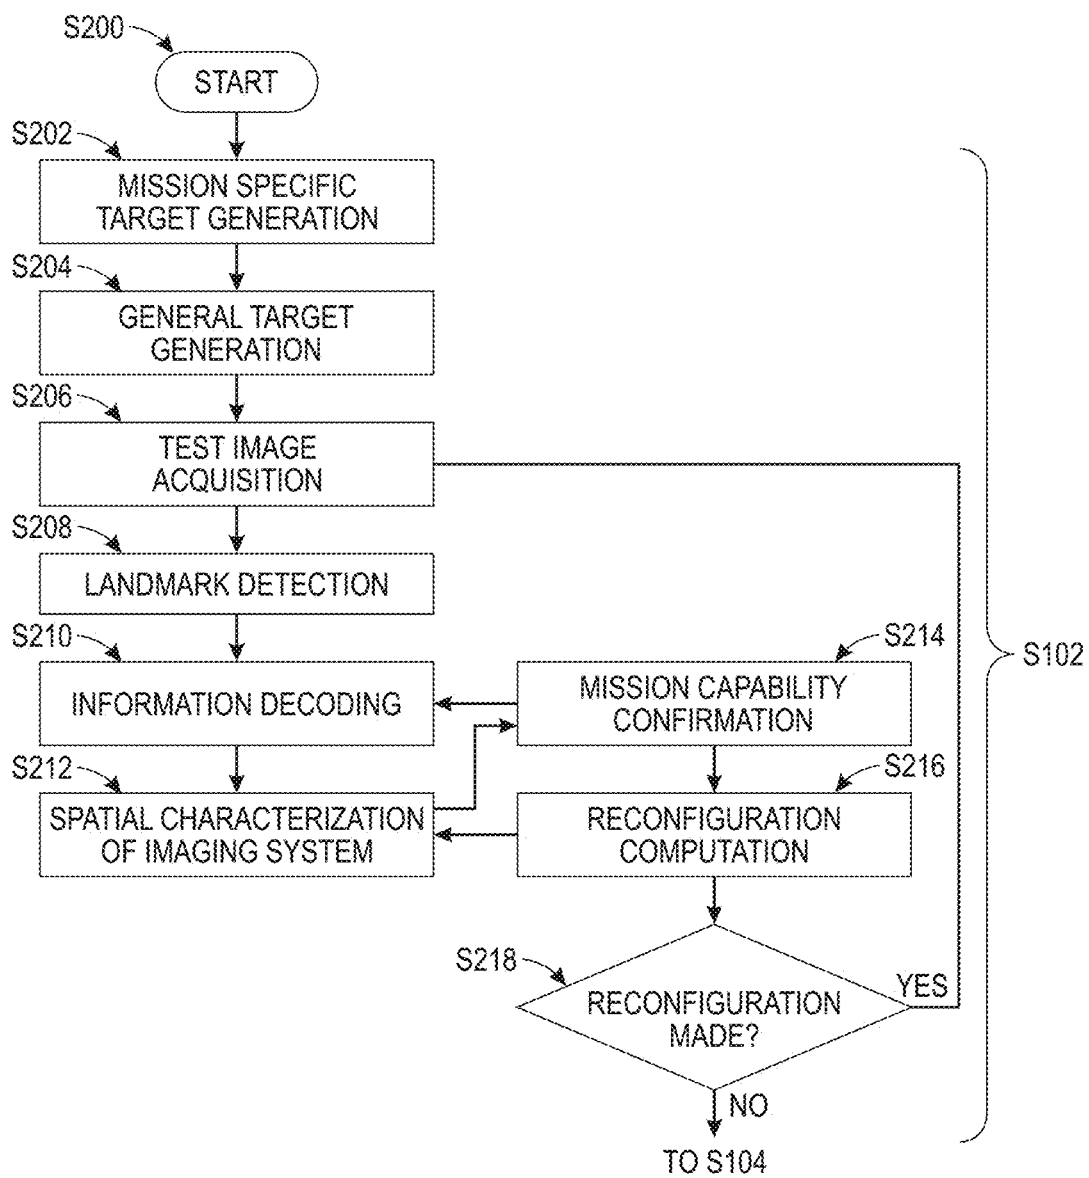 S200
START
S202
MISSION SPECIFIC
TARGET GENERATION
S204
GENERAL TARGET
GENERATION
S206
TEST IMAGE
ACQUISITION
S208
LANDMARK DETECTION
S210
INFORMATION DECODING
S212
SPATIAL CHARACTERIZATION
OF IMAGING SYSTEM
S214
MISSION CAPABILITY
CONFIRMATION
S216
RECONFIGURATION
COMPUTATION
S218
RECONFIGURATION
MADE?
YES
NO
TO S104
S102